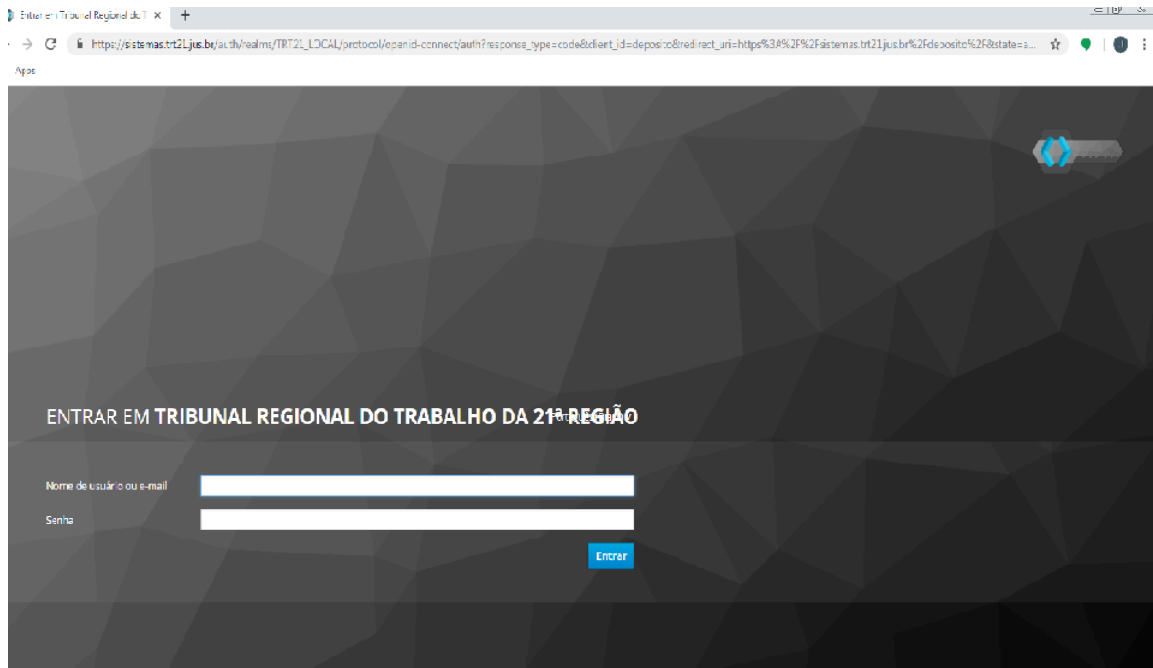 Entrar em Tribunal Regional do T
https://sistemas.trt21.jus.br/auth/realms/TRT21_LOCAL/protocol/openid-connect/auth?response_type=code&client_id=deposito&redirect_uri=https%3A%2F%2Fsistemas.trt21.jus.br%2Fdeposito%2F&state=a...
Apps
ENTRAR EM TRIBUNAL REGIONAL DO TRABALHO DA 21ª REGIÃO
Nome de usuário ou e-mail
Senha
Entrar